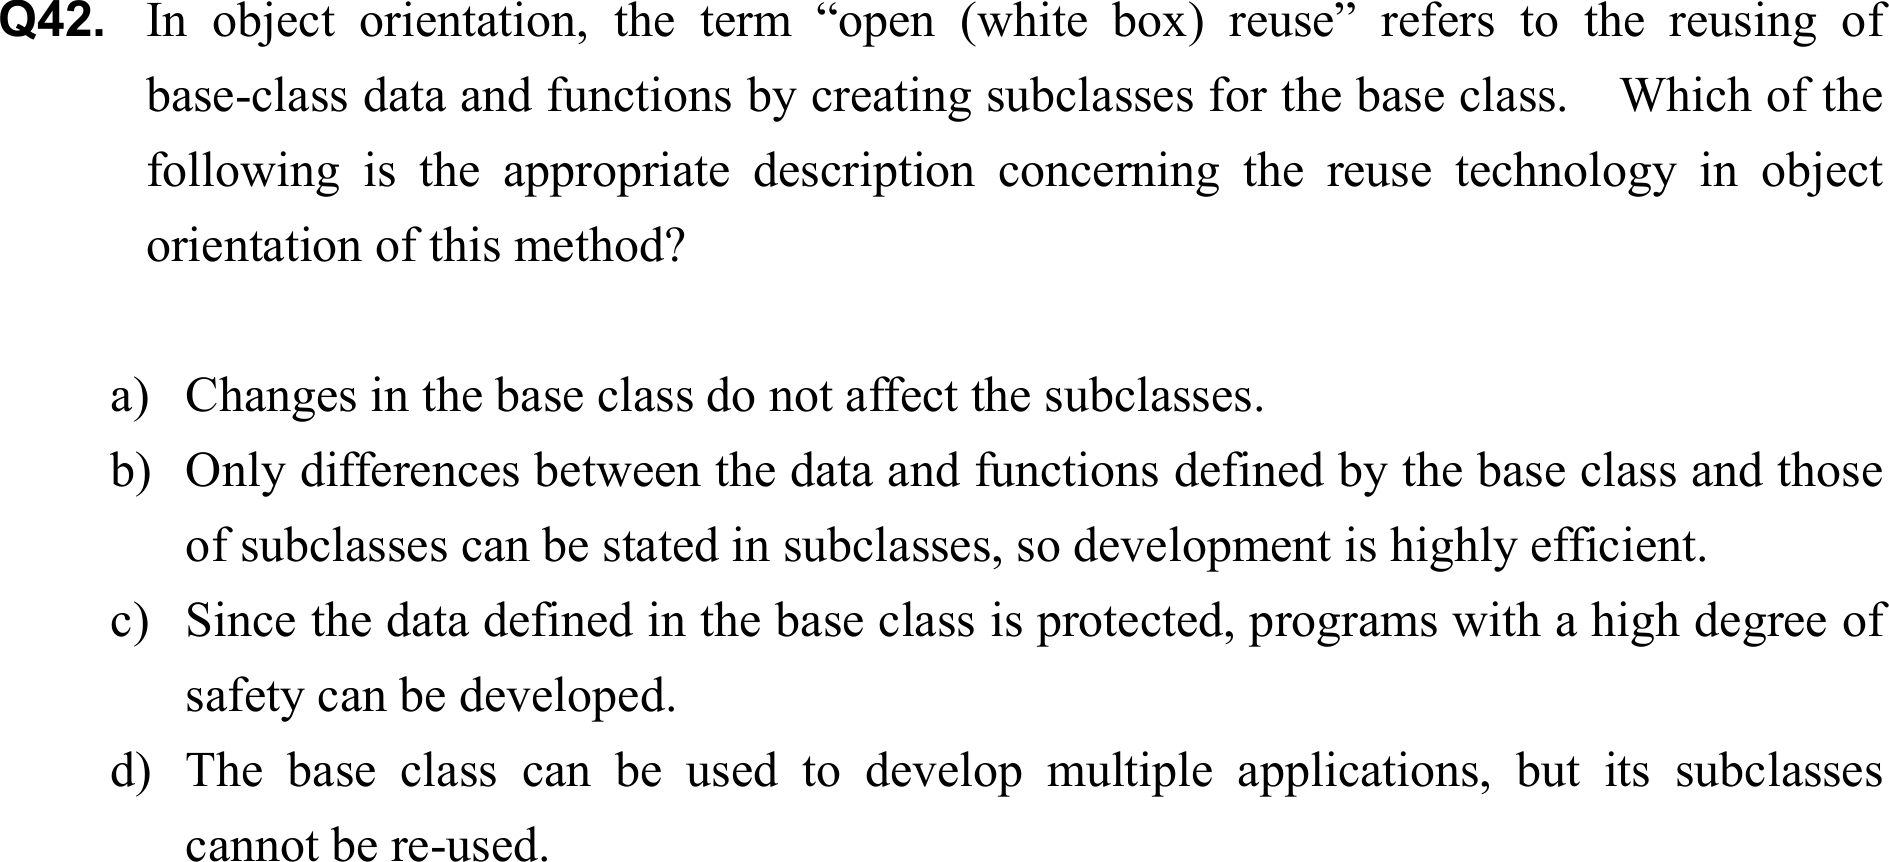 Q42. In object orientation, the term “open (white box) reuse” refers to the reusing of
base-class data and functions by creating subclasses for the base class. Which of the
following is the appropriate description concerning the reuse technology in object
orientation of this method?
a) Changes in the base class do not affect the subclasses.
b) Only differences between the data and functions defined by the base class and those
of subclasses can be stated in subclasses, so development is highly efficient.
c) Since the data defined in the base class is protected, programs with a high degree of
safety can be developed.
d) The base class can be used to develop multiple applications, but its subclasses
cannot be re-used.